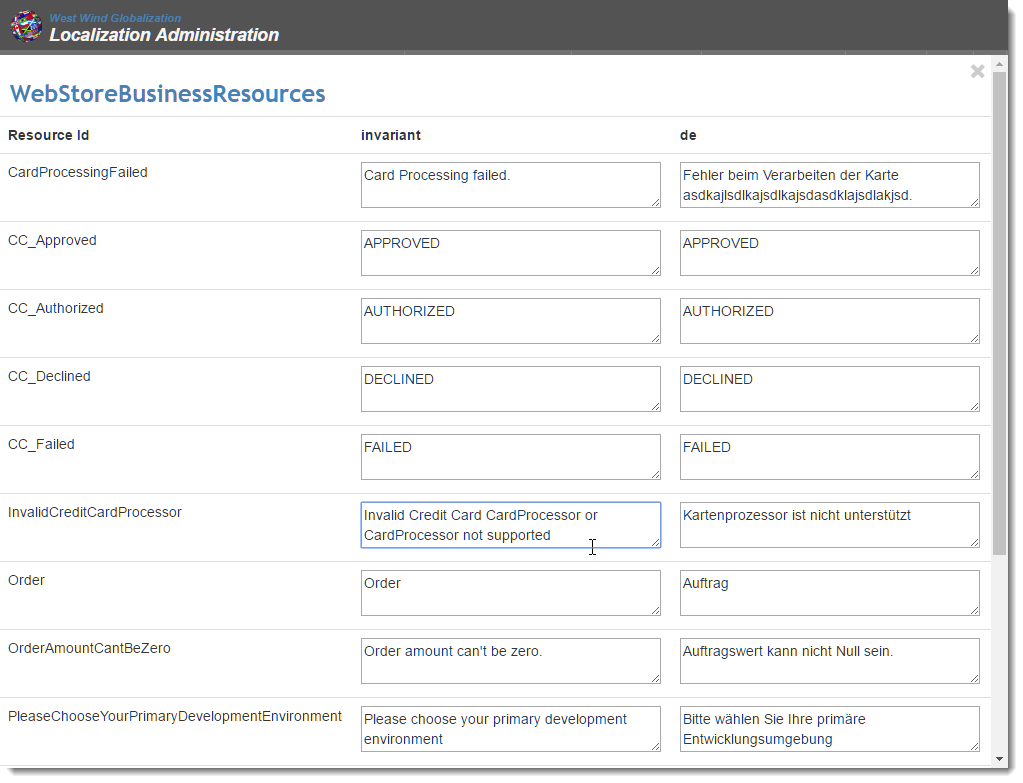 West Wind Globalization
Localization Administration
WebStoreBusinessResources
Resource Id invariant de
CardProcessingFailed Card Processing failed. Fehler beim Verarbeiten der Karte
asdkajlsdlkajsdlkajsdasdklajsdlakjsd.
CC_Approved APPROVED APPROVED
CC_Authorized AUTHORIZED AUTHORIZED
CC_Declined DECLINED DECLINED
CC_Failed FAILED FAILED
InvalidCreditCardProcessor Invalid Credit Card CardProcessor or Kartenprozessor ist nicht unterstützt
CardProcessor not supported
Order Order Auftrag
OrderAmountCantBeZero Order amount can't be zero. Auftragswert kann nicht Null sein.
PleaseChooseYourPrimaryDevelopmentEnvironment Please choose your primary development Bitte wählen Sie Ihre primäre
environment Entwicklungsumgebung